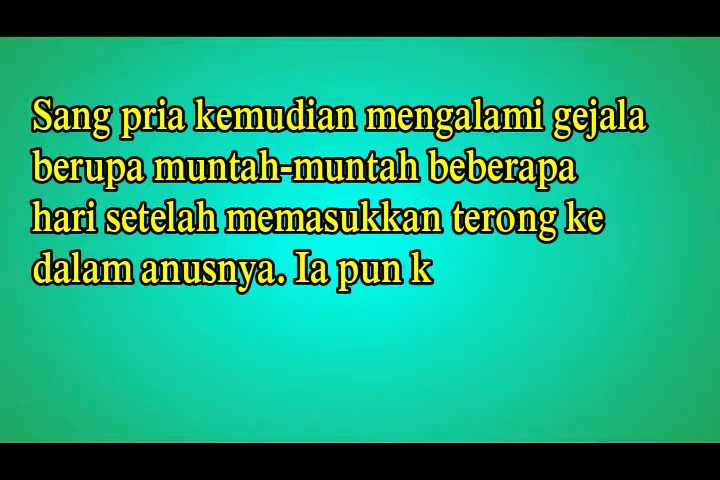 Sang pria kemudian mengalami gejala
berupa muntah-muntah beberapa
hari setelah memasukkan terong ke
dalam anusnya. Ia pun k